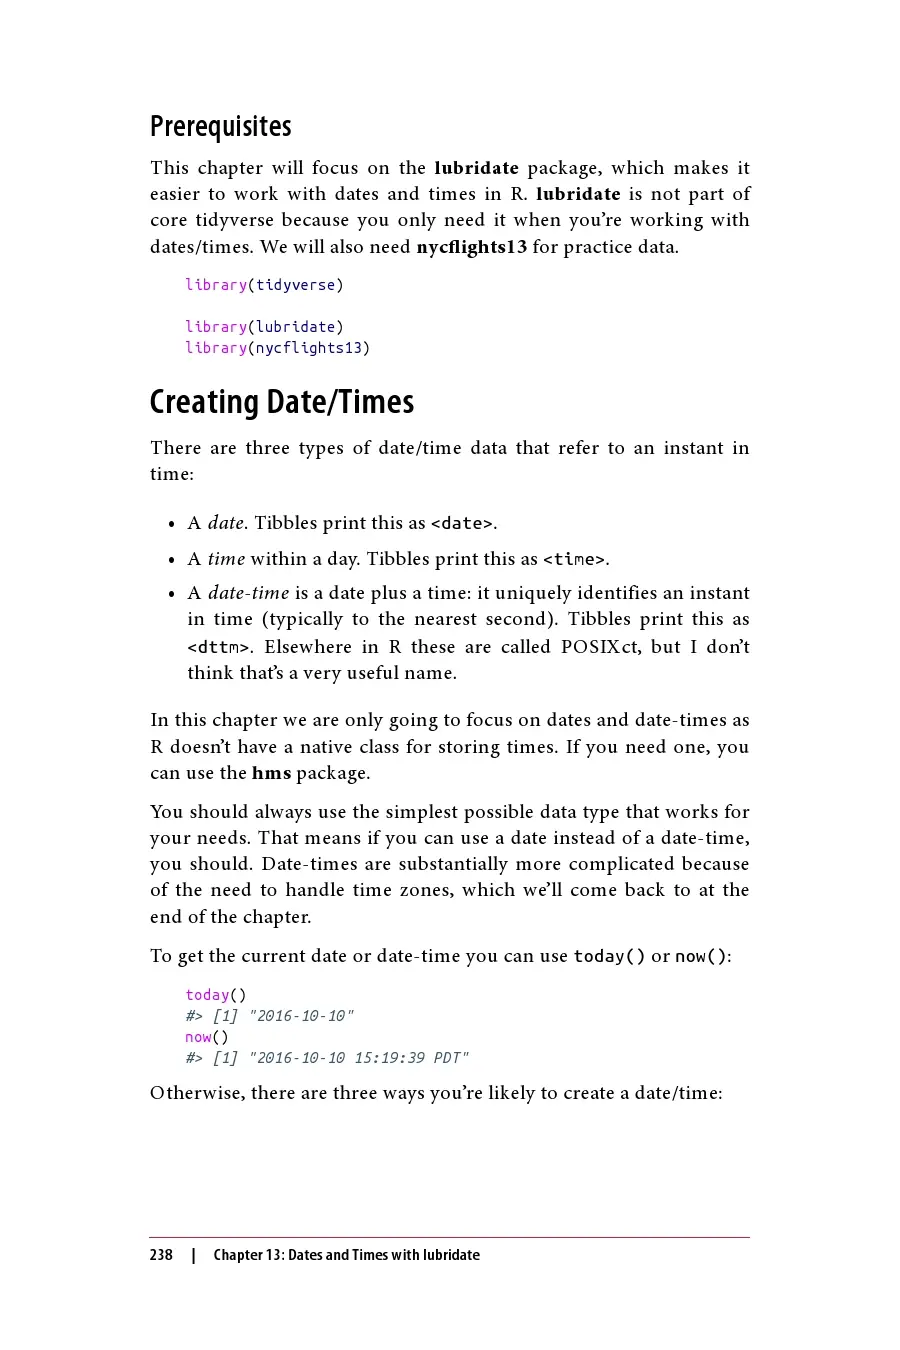 Prerequisites
This chapter will focus on the lubridate package, which makes it
easier to work with dates and times in R. lubridate is not part of
core tidyverse because you only need it when you’re working with
dates/times. We will also need nycflights13 for practice data.
library(tidyverse)
library(lubridate)
library(nycflights13)
Creating Date/Times
There are three types of date/time data that refer to an instant in
time:
• A date. Tibbles print this as <date>.
• A time within a day. Tibbles print this as <time>.
• A date-time is a date plus a time: it uniquely identifies an instant
in time (typically to the nearest second). Tibbles print this as
<dttm>. Elsewhere in R these are called POSIXct, but I don’t
think that’s a very useful name.
In this chapter we are only going to focus on dates and date-times as
R doesn’t have a native class for storing times. If you need one, you
can use the hms package.
You should always use the simplest possible data type that works for
your needs. That means if you can use a date instead of a date-time,
you should. Date-times are substantially more complicated because
of the need to handle time zones, which we’ll come back to at the
end of the chapter.
To get the current date or date-time you can use today() or now():
today()
#> [1] "2016-10-10"
now()
#> [1] "2016-10-10 15:19:39 PDT"
Otherwise, there are three ways you’re likely to create a date/time:
238 | Chapter 13: Dates and Times with lubridate